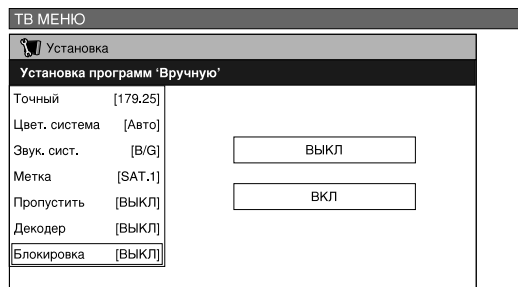 ТВ МЕНЮ
Установка
Установка программ ‘Вручную’
Точный [179.25]
Цвет. система [Авто]
Звук. сист. [B/G]
Метка [SAT.1]
Пропустить [ВЫКЛ]
Декодер [ВЫКЛ]
Блокировка [ВЫКЛ]
ВЫКЛ
ВКЛ